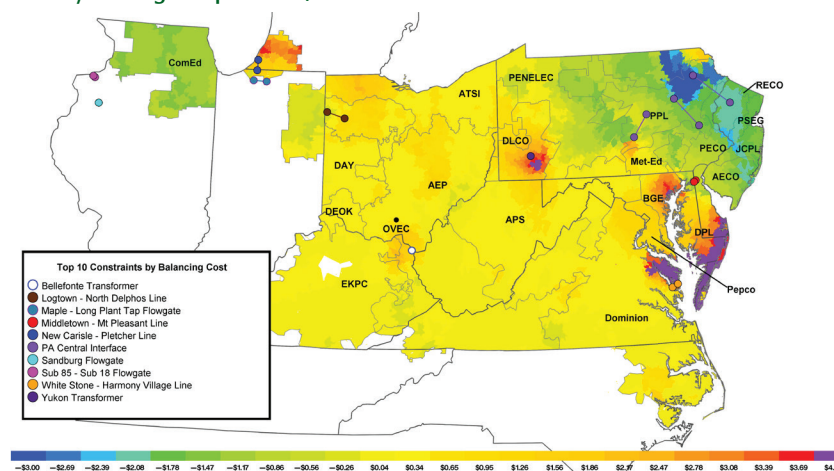 ComEd
PENELEC
ATSI
RECO
PPL
PSEG
DLCO
PECO
JCPL
Met-Ed
DAY
AECO
AEP
BGE
DEOK
APS
OVEC
DPL
EKPC
Pepco
Dominion
Top 10 Constraints by Balancing Cost
Bellefonte Transformer
Logtown - North Delphos Line
Maple - Long Plant Tap Flowgate
Middletown - Mt Pleasant Line
New Carisle - Pletcher Line
PA Central Interface
Sandburg Flowgate
Sub 85 - Sub 18 Flowgate
White Stone - Harmony Village Line
Yukon Transformer
—$3.00 —$2.69 —$2.39 —$2.08 —$1.78 —$1.47 —$1.17 —$0.86 —$0.56 —$0.26 $0.04 $0.34 $0.65 $0.95 $1.26 $1.56 $1.86 $2.47 $2.78 $3.08 $3.39 $3.69